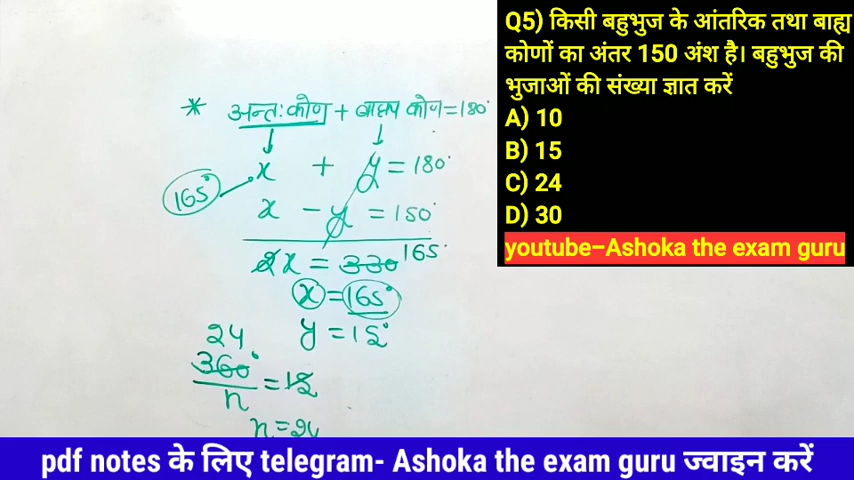 Q5) किसी बहुभुज के आंतरिक तथा बाह्य
कोणों का अंतर 150 अंश है। बहुभुज की
भुजाओं की संख्या ज्ञात करें
A) 10
B) 15
C) 24
D) 30
youtube–Ashoka the exam guru
* अन्तः कोण + बाह्य कोण = 180°
x + y = 180°
165°
x - y = 150°
2x = 330 165°
x = 165°
y = 15°
24
360° / n = 15
n = 24
pdf notes के लिए telegram- Ashoka the exam guru ज्वाइन करें